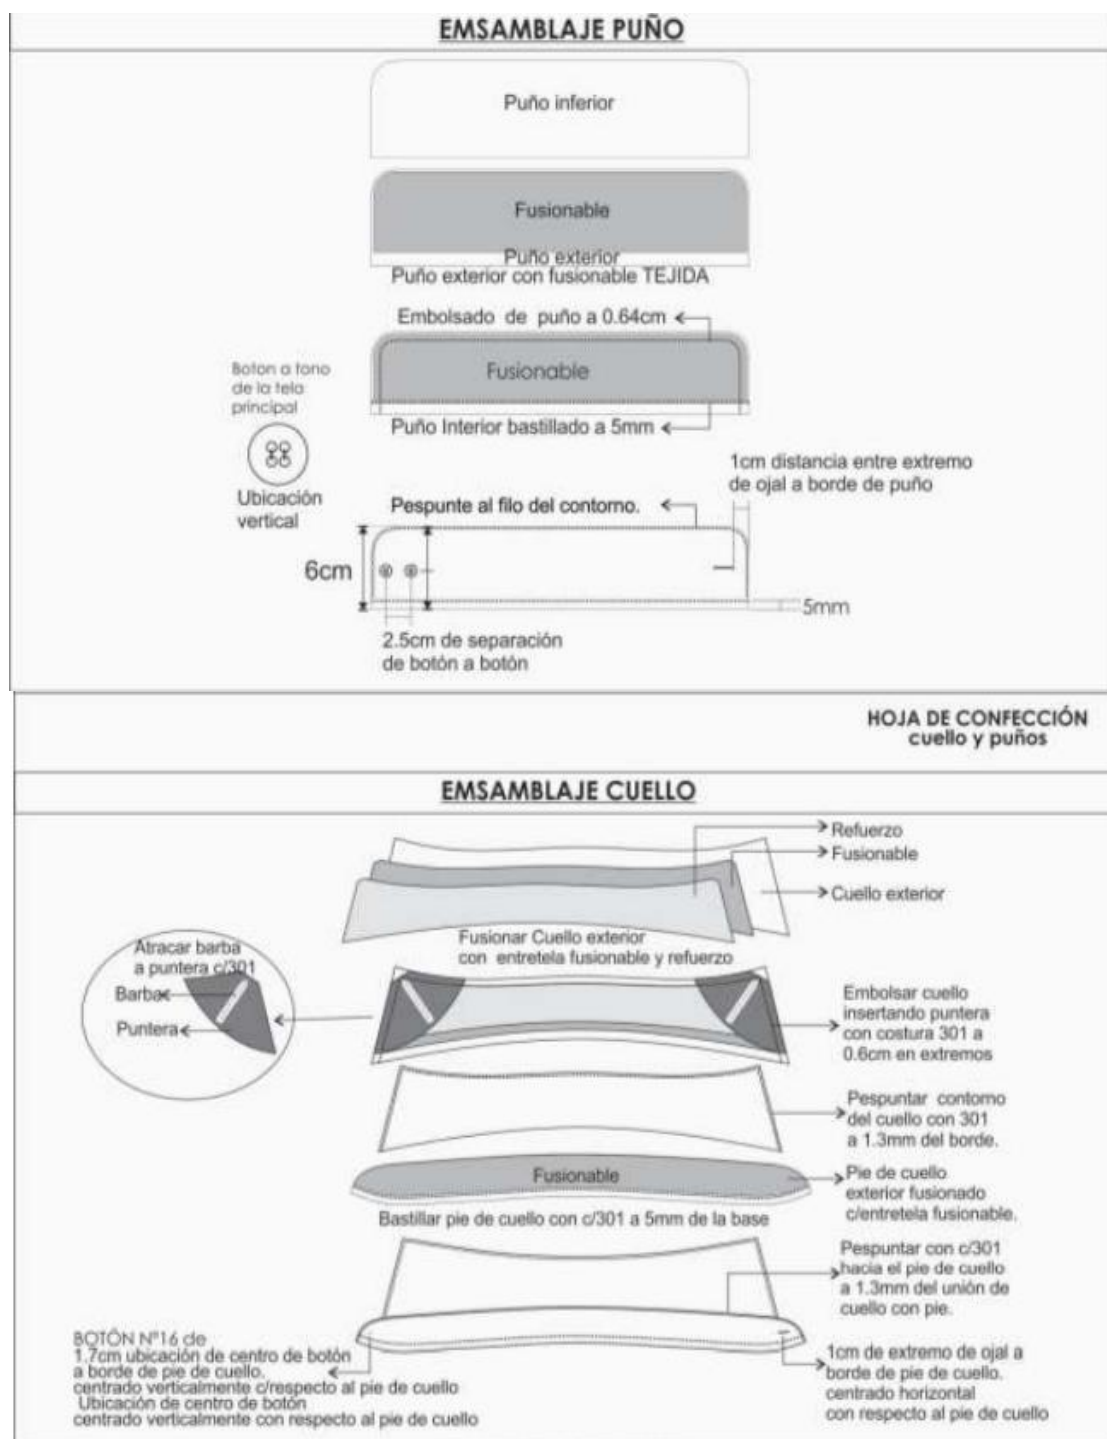 EMSAMBLAJE PUÑO
Puño inferior
Fusionable
Puño exterior
Puño exterior con fusionable TEJIDA
Embolsado de puño a 0.64cm
Fusionable
Boton a tono
de la tela
principal
Puño Interior bastillado a 5mm
Ubicación
vertical
1cm distancia entre extremo
de ojal a borde de puño
Pespunte al filo del contorno.
6cm
5mm
2.5cm de separación
de botón a botón
HOJA DE CONFECCIÓN
cuello y puños
EMSAMBLAJE CUELLO
Refuerzo
Fusionable
Cuello exterior
Fusionar Cuello exterior
con entretela fusionable y refuerzo
Atracar barba
a puntera c/301
Barba
Puntera
Embolsar cuello
insertando puntera
con costura 301 a
0.6cm en extremos
Pespuntar contorno
del cuello con 301
a 1.3mm del borde.
Fusionable
Pie de cuello
exterior fusionado
c/entretela fusionable.
Bastillar pie de cuello con c/301 a 5mm de la base
Pespuntar con c/301
hacia el pie de cuello
a 1.3mm del unión de
cuello con pie.
BOTÓN Nº16 de
1.7cm ubicación de centro de botón
a borde de pie de cuello.
centrado verticalmente c/respecto al pie de cuello
Ubicación de centro de botón
centrado verticalmente con respecto al pie de cuello
1cm de extremo de ojal a
borde de pie de cuello.
centrado horizontal
con respecto al pie de cuello